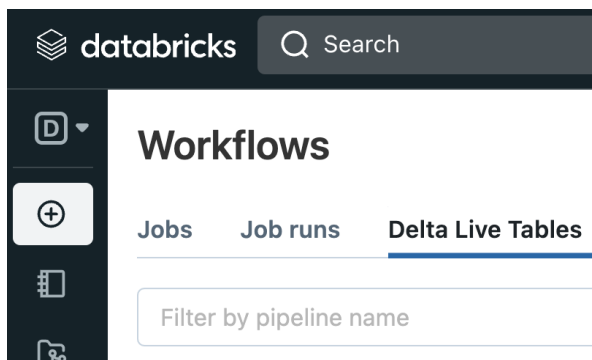 databricks Search
D
Workflows
Jobs Job runs Delta Live Tables
Filter by pipeline name